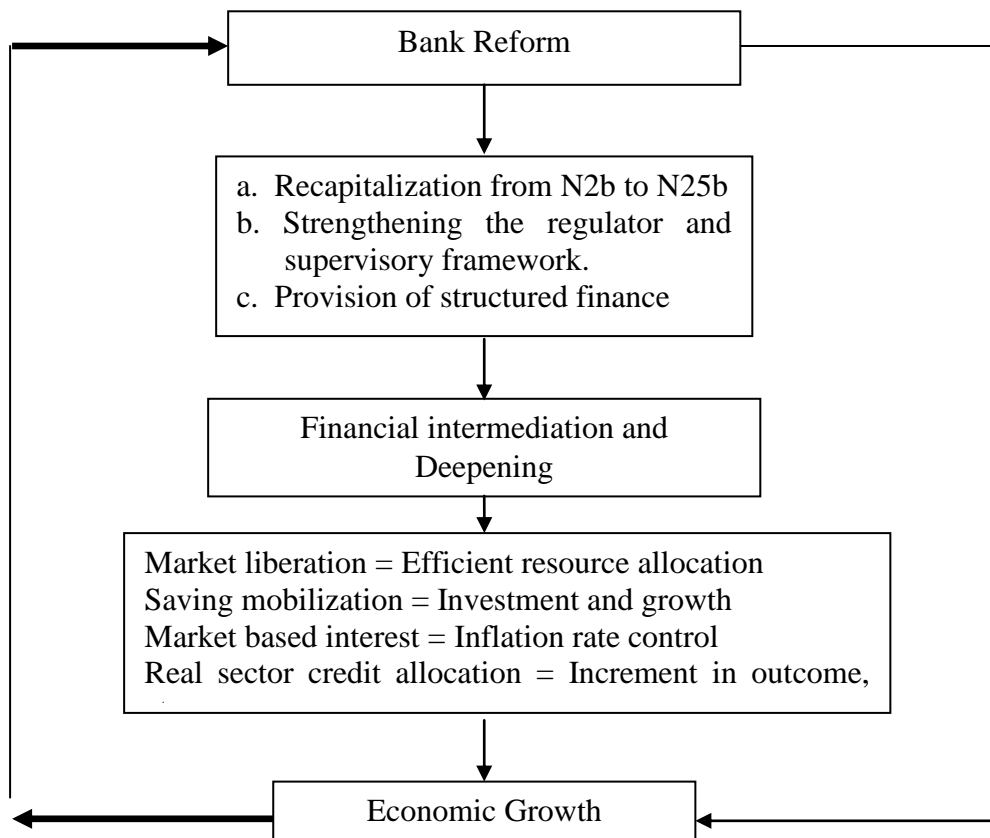 Bank Reform
a. Recapitalization from N2b to N25b
b. Strengthening the regulator and
supervisory framework.
c. Provision of structured finance
Financial intermediation and
Deepening
Market liberation = Efficient resource allocation
Saving mobilization = Investment and growth
Market based interest = Inflation rate control
Real sector credit allocation = Increment in outcome,
Economic Growth